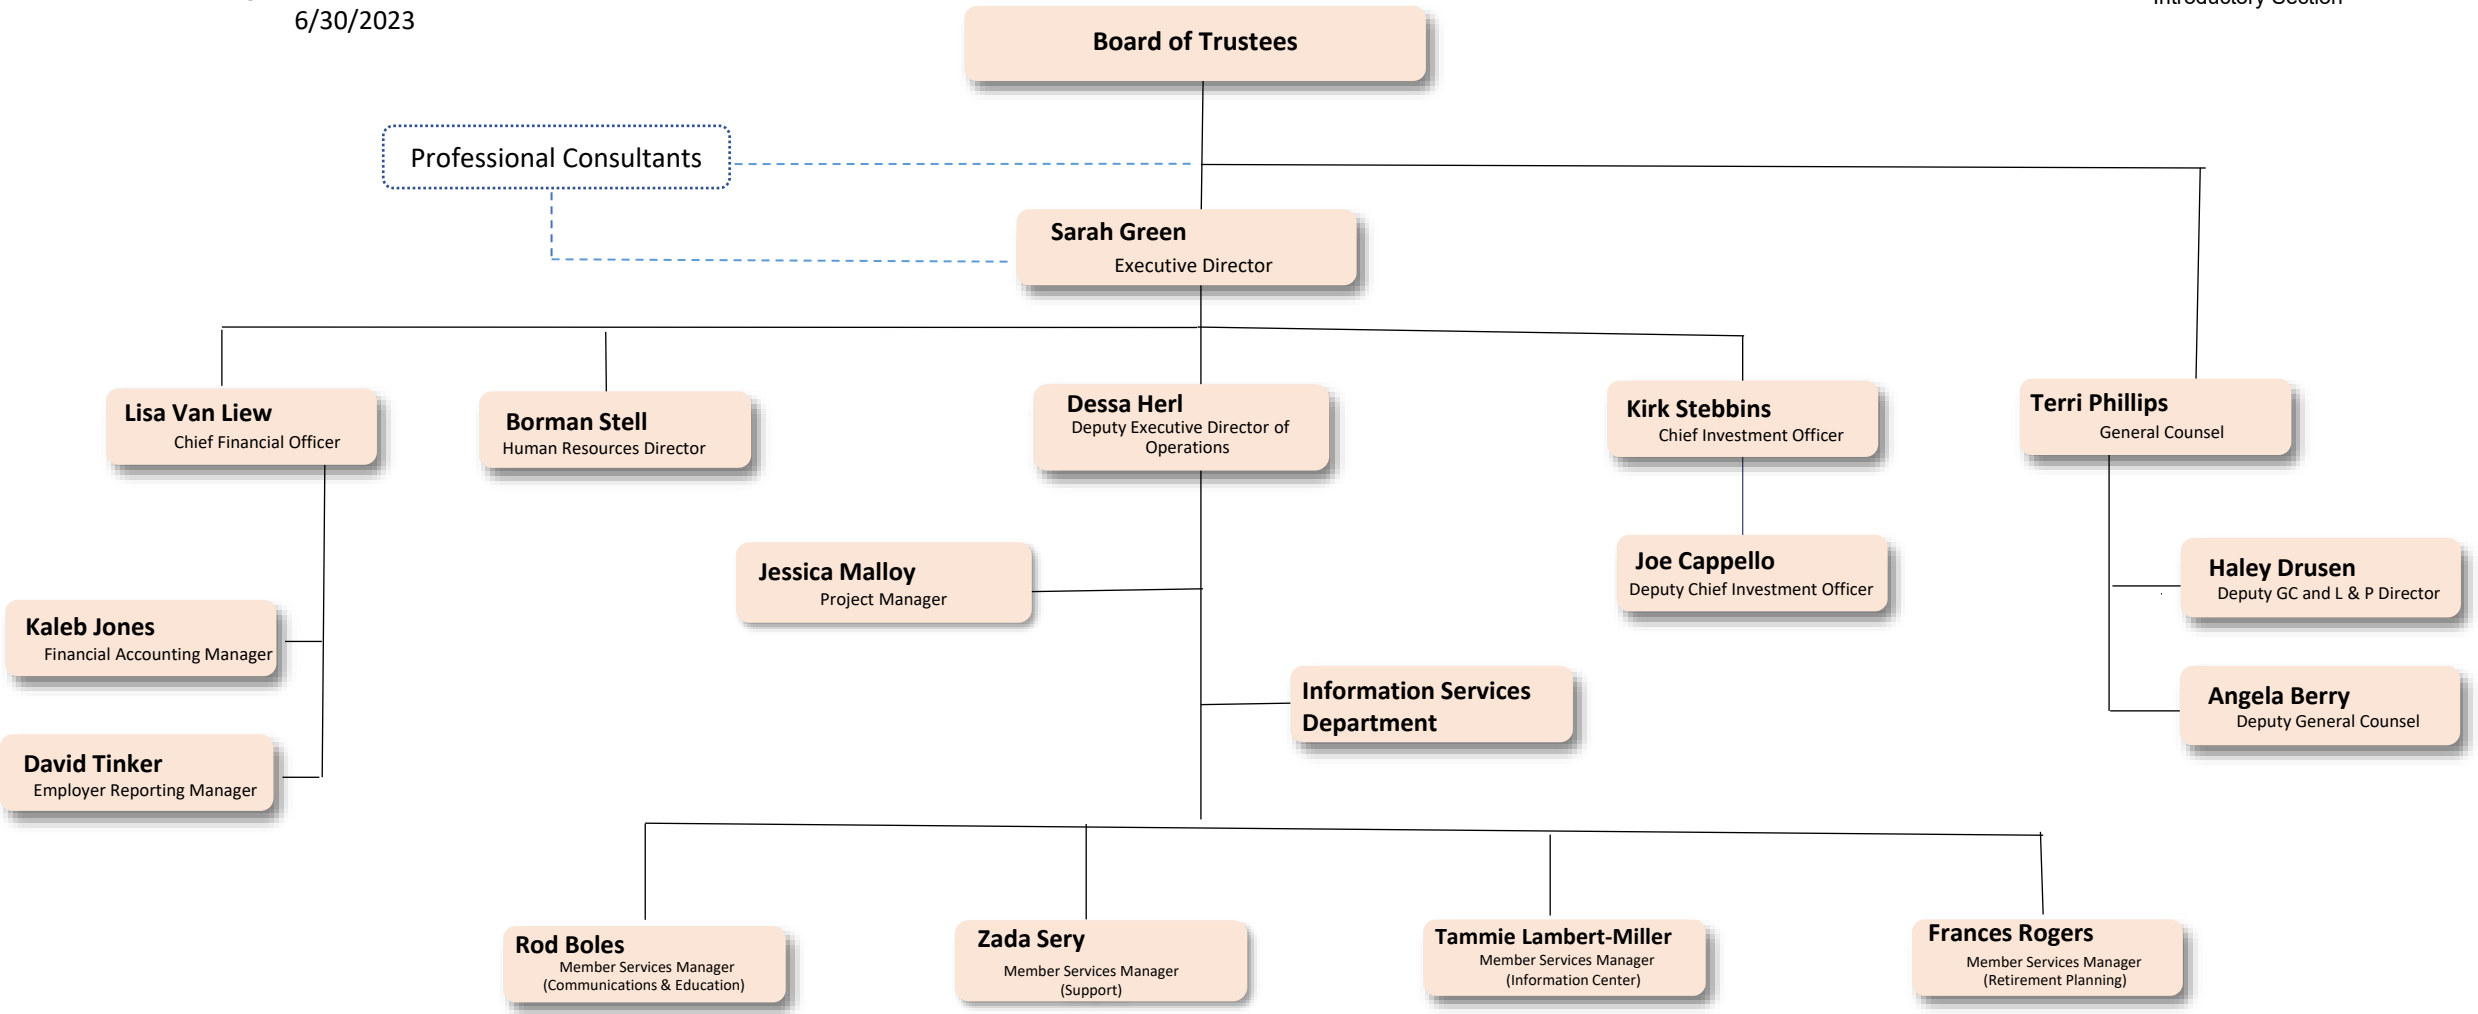 6/30/2023
Introductory Section
Board of Trustees
Professional Consultants
Sarah Green
Executive Director
Lisa Van Liew
Chief Financial Officer
Borman Stell
Human Resources Director
Dessa Herl
Deputy Executive Director of
Operations
Kirk Stebbins
Chief Investment Officer
Terri Phillips
General Counsel
Jessica Malloy
Project Manager
Joe Cappello
Deputy Chief Investment Officer
Haley Drusen
Deputy GC and L & P Director
Kaleb Jones
Financial Accounting Manager
Information Services
Department
Angela Berry
Deputy General Counsel
David Tinker
Employer Reporting Manager
Rod Boles
Member Services Manager
(Communications & Education)
Zada Sery
Member Services Manager
(Support)
Tammie Lambert-Miller
Member Services Manager
(Information Center)
Frances Rogers
Member Services Manager
(Retirement Planning)